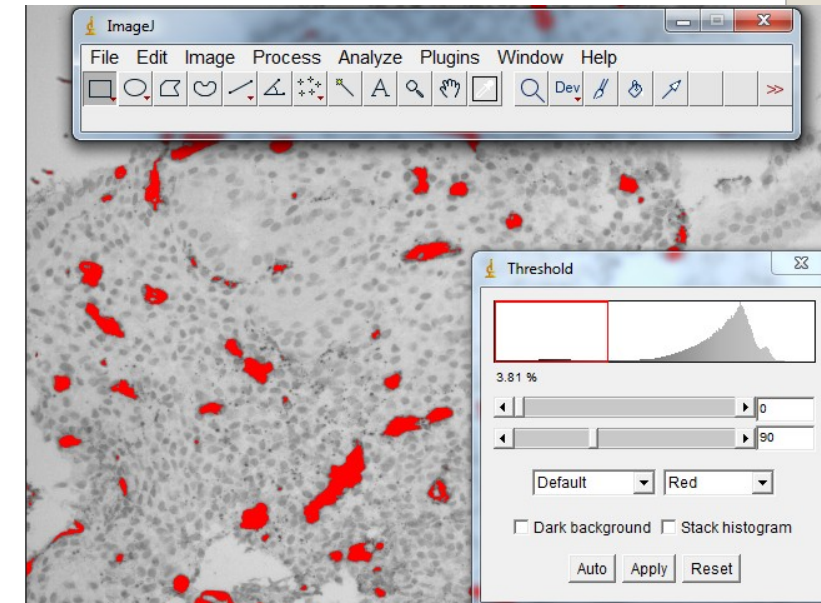 ImageJ
File Edit Image Process Analyze Plugins Window Help
A Dev >>
Threshold
3.81 %
0
90
Default Red
Dark background Stack histogram
Auto Apply Reset